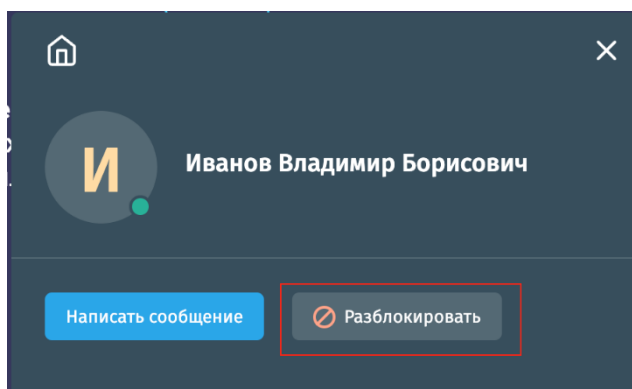 И
Иванов Владимир Борисович
Написать сообщение
Разблокировать